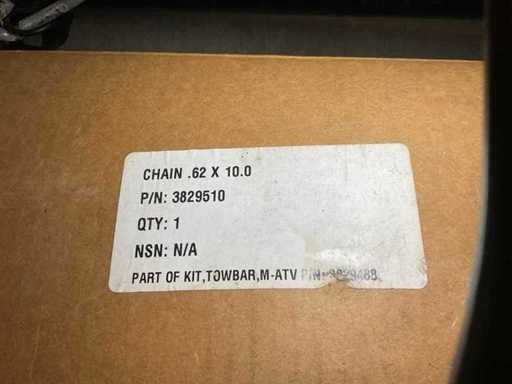 CHAIN .62 X 10.0
P/N: 3829510
QTY: 1
NSN: N/A
PART OF KIT,TOWBAR,M-ATV P/N: